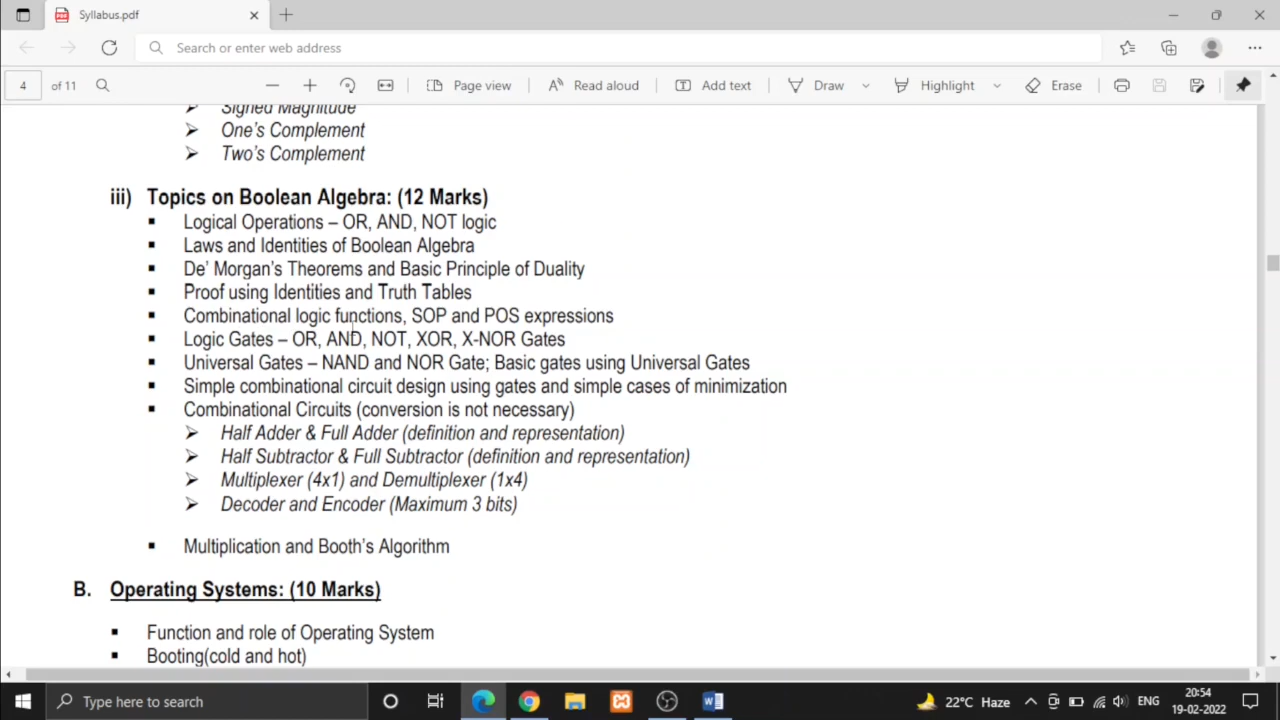 Syllabus.pdf
Search or enter web address
4 of 11 Page view Read aloud Add text Draw Highlight Erase
➤ Signed Magnitude
➤ One's Complement
➤ Two's Complement
iii) Topics on Boolean Algebra: (12 Marks)
▪ Logical Operations – OR, AND, NOT logic
▪ Laws and Identities of Boolean Algebra
▪ De' Morgan's Theorems and Basic Principle of Duality
▪ Proof using Identities and Truth Tables
▪ Combinational logic functions, SOP and POS expressions
▪ Logic Gates – OR, AND, NOT, XOR, X-NOR Gates
▪ Universal Gates – NAND and NOR Gate; Basic gates using Universal Gates
▪ Simple combinational circuit design using gates and simple cases of minimization
▪ Combinational Circuits (conversion is not necessary)
➤ Half Adder & Full Adder (definition and representation)
➤ Half Subtractor & Full Subtractor (definition and representation)
➤ Multiplexer (4x1) and Demultiplexer (1x4)
➤ Decoder and Encoder (Maximum 3 bits)
▪ Multiplication and Booth's Algorithm
B. Operating Systems: (10 Marks)
▪ Function and role of Operating System
▪ Booting(cold and hot)
Type here to search 22°C Haze ENG 20:54
19-02-2022